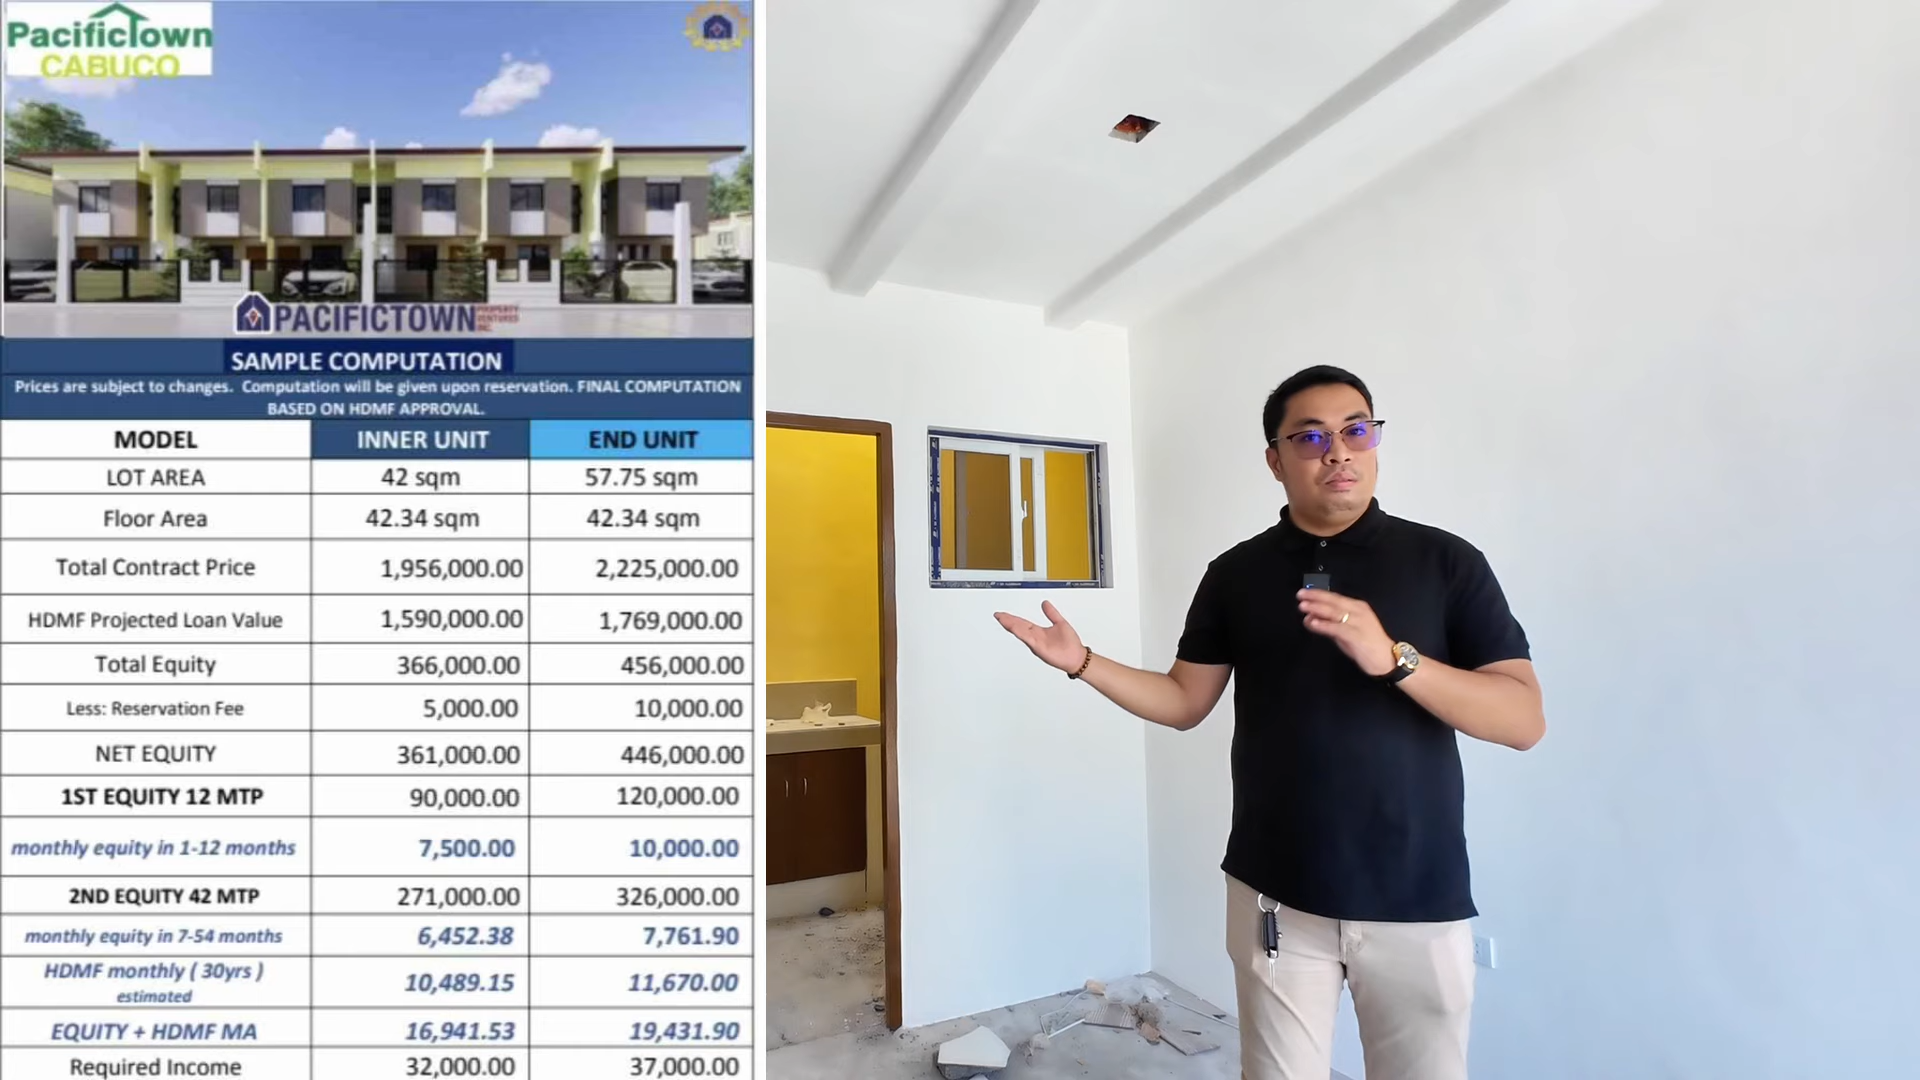 PacificTown
CABUCO
PACIFICTOWN PROPERTY VENTURES INC.
SAMPLE COMPUTATION
Prices are subject to changes. Computation will be given upon reservation. FINAL COMPUTATION
BASED ON HDMF APPROVAL.
MODEL INNER UNIT END UNIT
LOT AREA 42 sqm 57.75 sqm
Floor Area 42.34 sqm 42.34 sqm
Total Contract Price 1,956,000.00 2,225,000.00
HDMF Projected Loan Value 1,590,000.00 1,769,000.00
Total Equity 366,000.00 456,000.00
Less: Reservation Fee 5,000.00 10,000.00
NET EQUITY 361,000.00 446,000.00
1ST EQUITY 12 MTP 90,000.00 120,000.00
monthly equity in 1-12 months 7,500.00 10,000.00
2ND EQUITY 42 MTP 271,000.00 326,000.00
monthly equity in 7-54 months 6,452.38 7,761.90
HDMF monthly ( 30yrs ) estimated 10,489.15 11,670.00
EQUITY + HDMF MA 16,941.53 19,431.90
Required Income 32,000.00 37,000.00